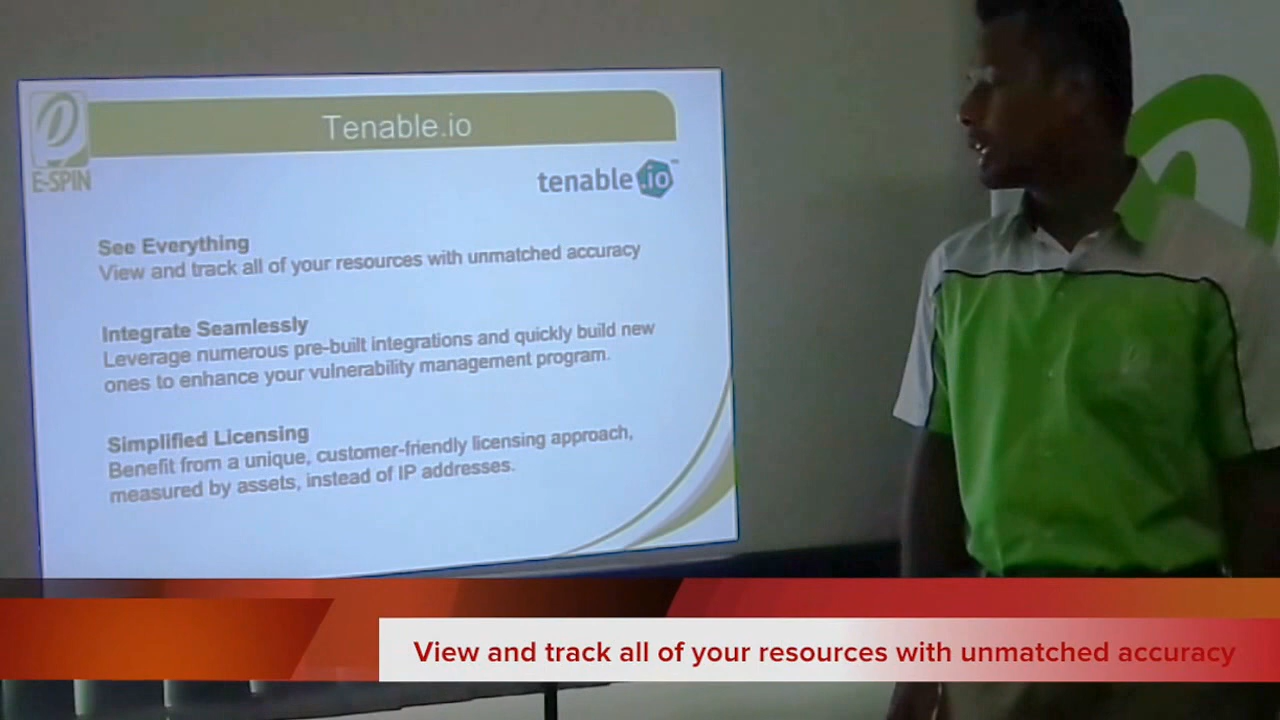 Tenable.io
E-SPIN
tenable.io™
See Everything
View and track all of your resources with unmatched accuracy
Integrate Seamlessly
Leverage numerous pre-built integrations and quickly build new
ones to enhance your vulnerability management program.
Simplified Licensing
Benefit from a unique, customer-friendly licensing approach,
measured by assets, instead of IP addresses.
View and track all of your resources with unmatched accuracy